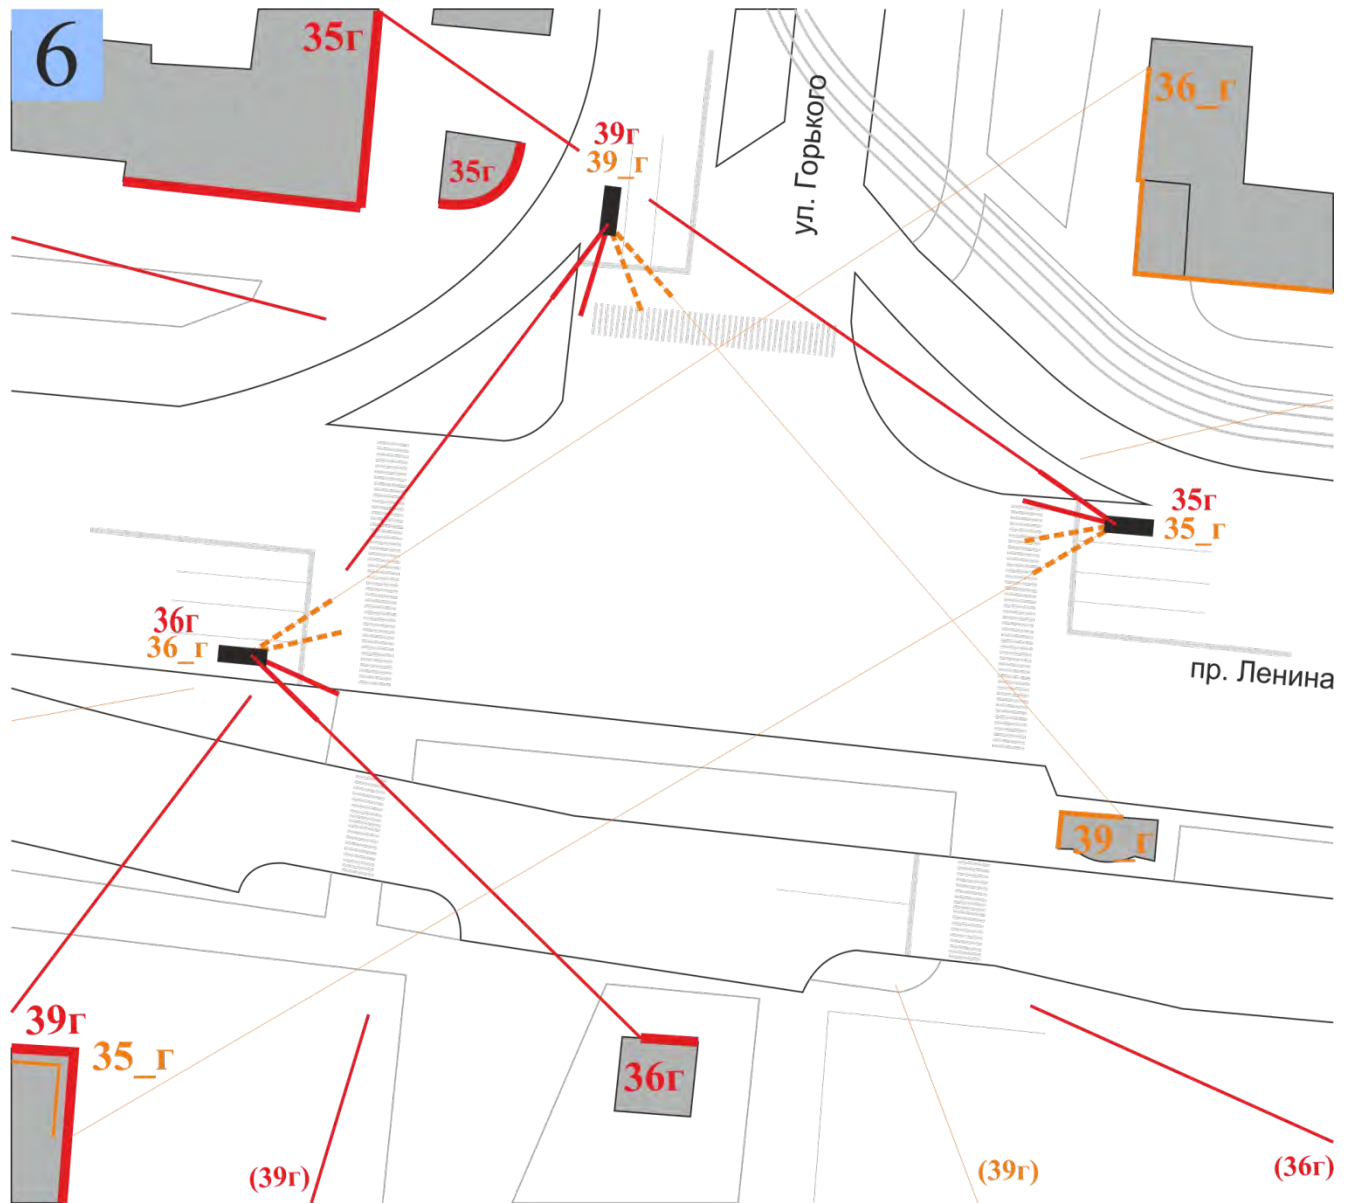 6
35г
36_г
ул. Горького
39г
39_г
35г
35г
35_г
36г
36_г
пр. Ленина
39_г
39г
35_г
36г
(39г)
(39г)
(36г)